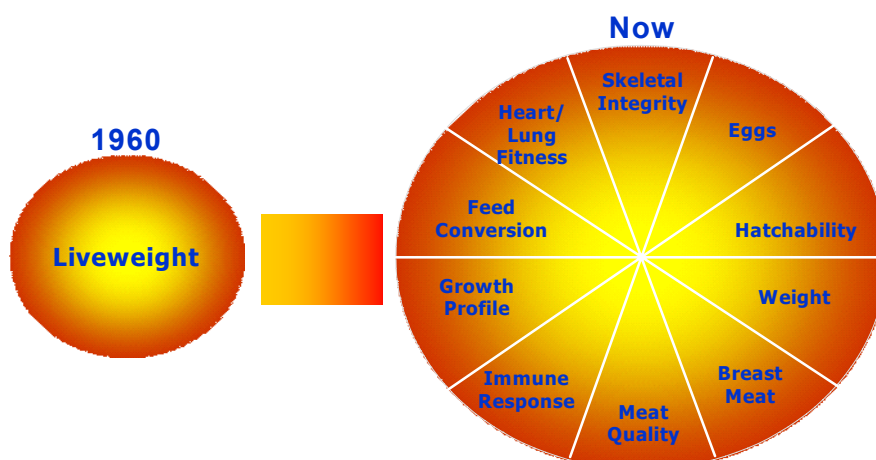 Now
1960
Liveweight
Skeletal
Integrity
Eggs
Hatchability
Weight
Breast
Meat
Meat
Quality
Immune
Response
Growth
Profile
Feed
Conversion
Heart/
Lung
Fitness